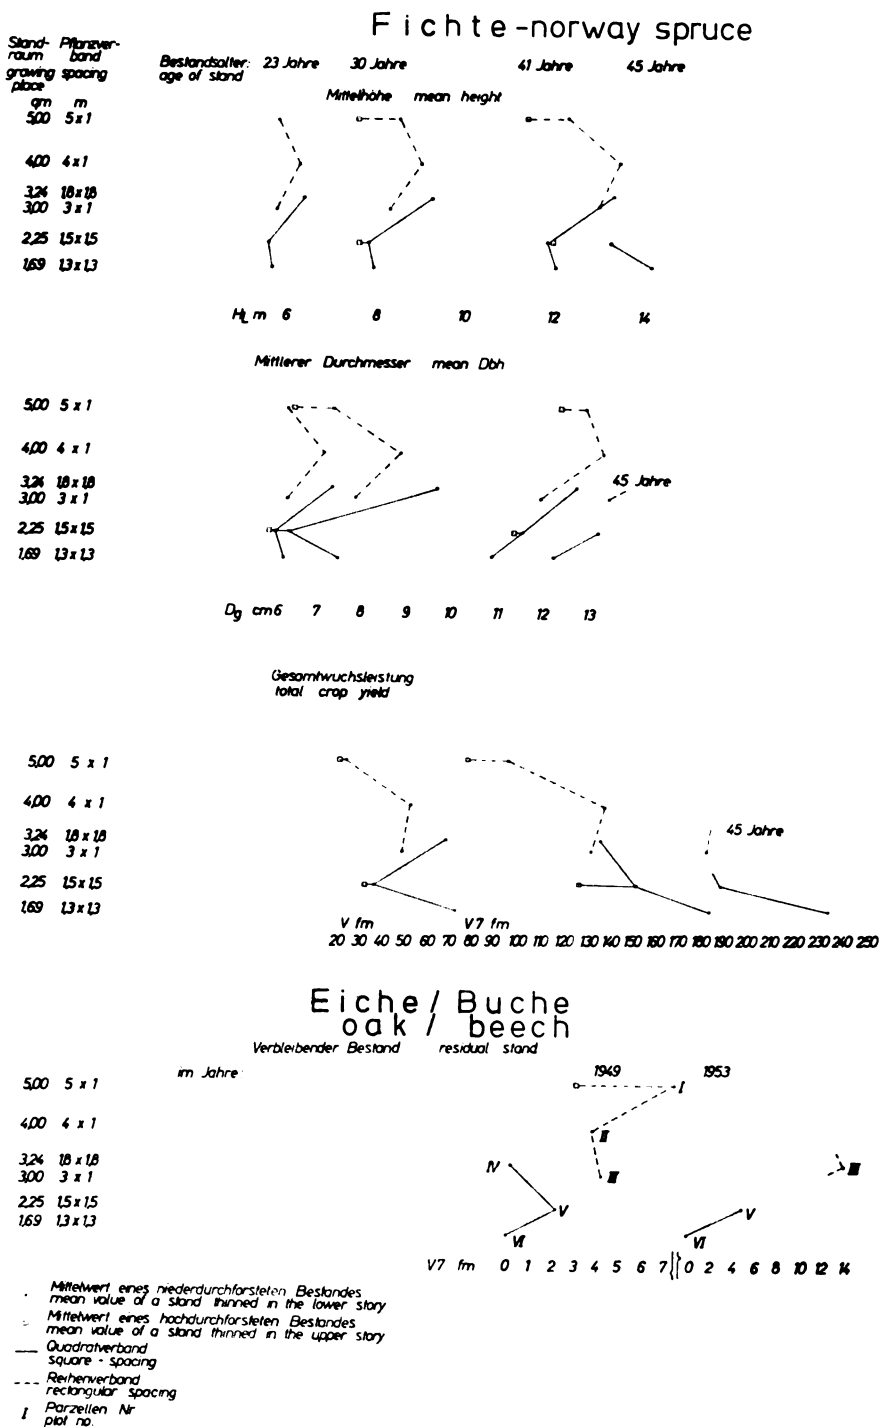 Fichte-norway spruce
Stand- Pflanzver-
raum band
growing spacing
place
qm m
Bestandsalter: 23 Jahre 30 Jahre 41 Jahre 45 Jahre
age of stand
Mittelhöhe mean height
5,00 5 x 1
4,00 4 x 1
3,24 1,8 x 1,8
3,00 3 x 1
2,25 1,5 x 1,5
1,69 1,3 x 1,3
HL m 6 8 10 12 14
Mittlerer Durchmesser mean Dbh
5,00 5 x 1
4,00 4 x 1
3,24 1,8 x 1,8
45 Jahre
3,00 3 x 1
2,25 1,5 x 1,5
1,69 1,3 x 1,3
Dg cm 6 7 8 9 10 11 12 13
Gesamtwuchsleistung
total crop yield
5,00 5 x 1
4,00 4 x 1
3,24 1,8 x 1,8
45 Jahre
3,00 3 x 1
2,25 1,5 x 1,5
1,69 1,3 x 1,3
V fm V7 fm
20 30 50 60 70 80 90 100 110 120 130 140 150 160 170 180 190 200 210 220 230 240 250
Eiche / Buche
oak / beech
Verbleibender Bestand residual stand
im Jahre 1949 1953
5,00 5 x 1 I
4,00 4 x 1 II
3,24 1,8 x 1,8 IV III
3,00 3 x 1 III
2,25 1,5 x 1,5 V V
1,69 1,3 x 1,3 VI VI
V7 fm 0 1 2 3 4 5 6 7 0 2 4 6 8 10 12 14
Mittelwert eines niederdurchforsteten Bestandes
mean value of a stand thinned in the lower story
Mittelwert eines hochdurchforsteten Bestandes
mean value of a stand thinned in the upper story
Quadratverband
square - spacing
Reihenverband
rectangular spacing
I Parzellen Nr
plot no.